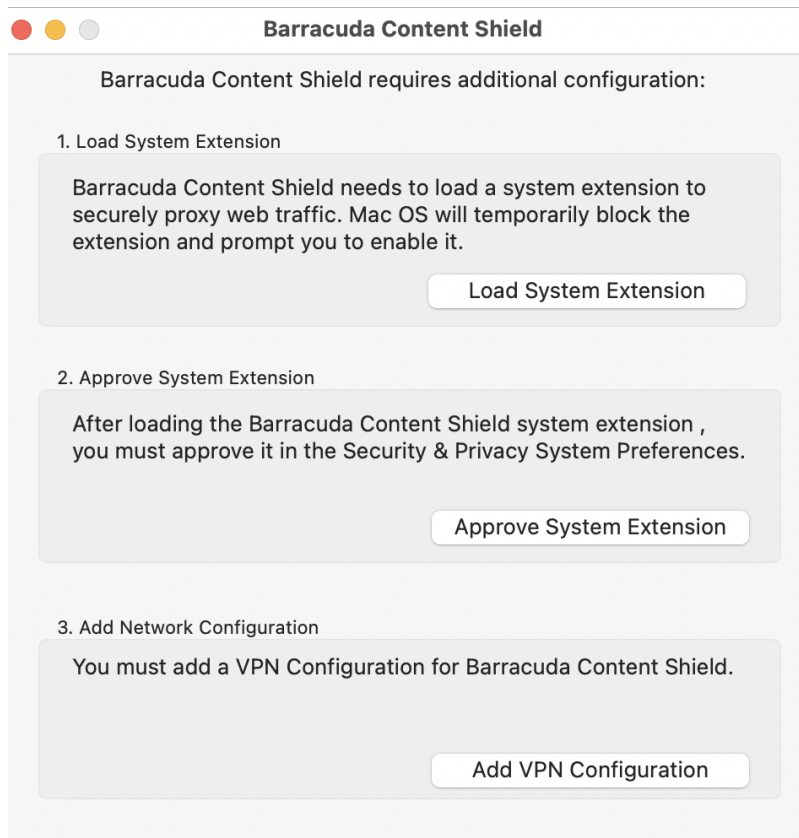 Barracuda Content Shield
Barracuda Content Shield requires additional configuration:
1. Load System Extension
Barracuda Content Shield needs to load a system extension to
securely proxy web traffic. Mac OS will temporarily block the
extension and prompt you to enable it.
Load System Extension
2. Approve System Extension
After loading the Barracuda Content Shield system extension ,
you must approve it in the Security & Privacy System Preferences.
Approve System Extension
3. Add Network Configuration
You must add a VPN Configuration for Barracuda Content Shield.
Add VPN Configuration